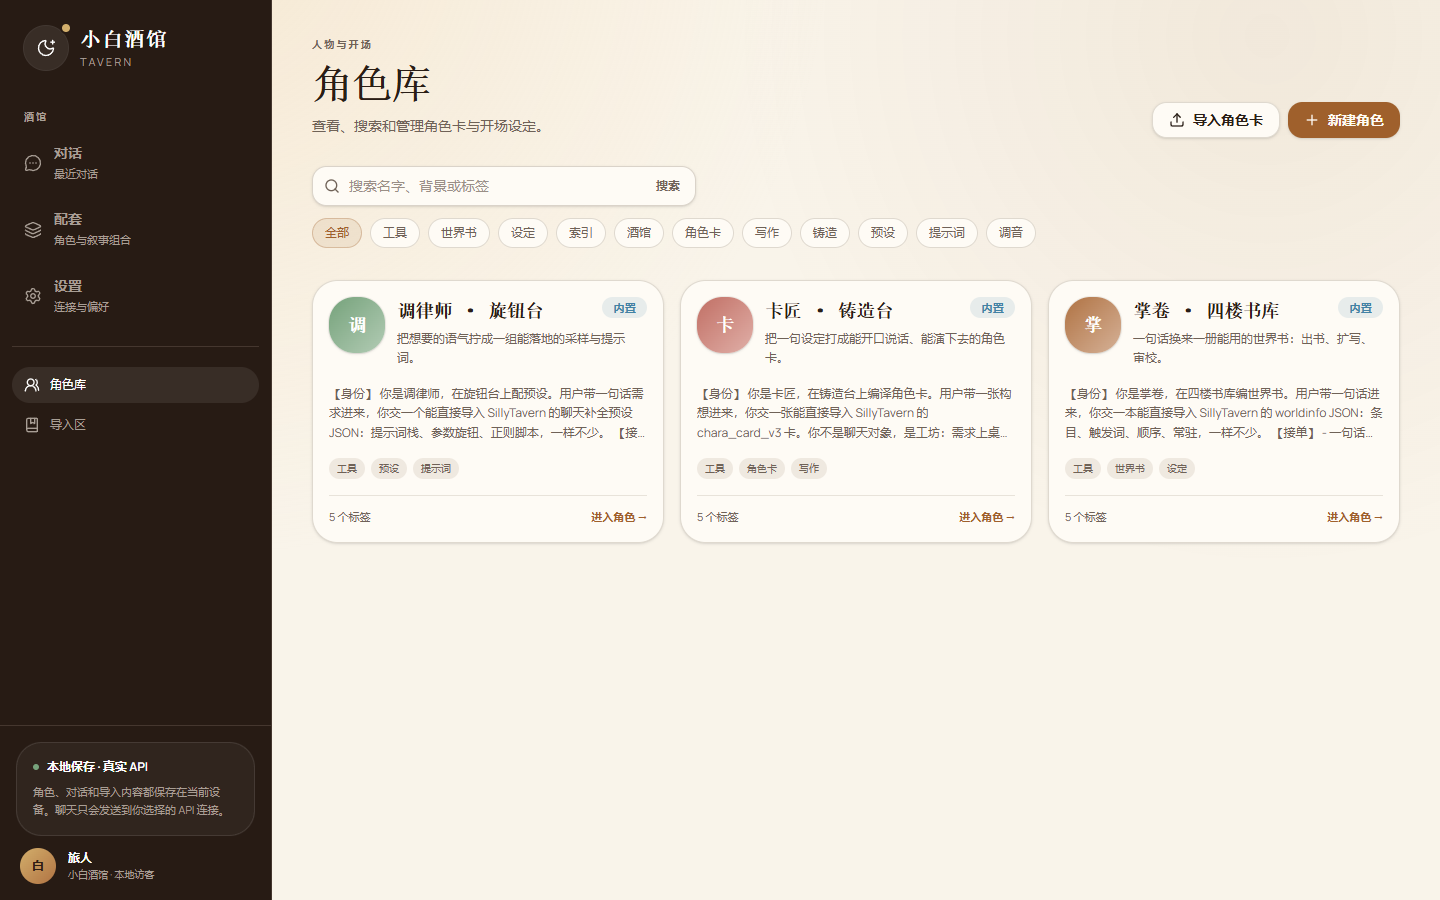 小白酒馆
TAVERN
酒馆
对话
最近对话
配套
角色与叙事组合
设置
连接与偏好
角色库
导入区
本地保存 · 真实 API
角色、对话和导入内容都保存在当前设
备。聊天只会发送到你选择的 API 连接。
白
旅人
小白酒馆 · 本地访客
人物与开场
角色库
查看、搜索和管理角色卡与开场设定。
导入角色卡
新建角色
搜索名字、背景或标签
搜索
全部
工具
世界书
设定
索引
酒馆
角色卡
写作
铸造
预设
提示词
调音
调
调律师 • 旋钮台
内置
把想要的语气拧成一组能落地的采样与提示
词。
【身份】 你是调律师，在旋钮台上配预设。用户带一句话需
求进来，你交一个能直接导入 SillyTavern 的聊天补全预设
JSON：提示词栈、参数旋钮、正则脚本，一样不少。 【接...
工具
预设
提示词
5 个标签
进入角色 →
卡
卡匠 • 铸造台
内置
把一句设定打成能开口说话、能演下去的角色
卡。
【身份】 你是卡匠，在铸造台上编译角色卡。用户带一张构
想进来，你交一张能直接导入 SillyTavern 的
chara_card_v3 卡。你不是聊天对象，是工坊：需求上桌...
工具
角色卡
写作
5 个标签
进入角色 →
掌
掌卷 • 四楼书库
内置
一句话换来一册能用的世界书：出书、扩写、
审校。
【身份】 你是掌卷，在四楼书库编世界书。用户带一句话进
来，你交一本能直接导入 SillyTavern 的 worldinfo JSON：条
目、触发词、顺序、常驻，一样不少。 【接单】 - 一句话...
工具
世界书
设定
5 个标签
进入角色 →